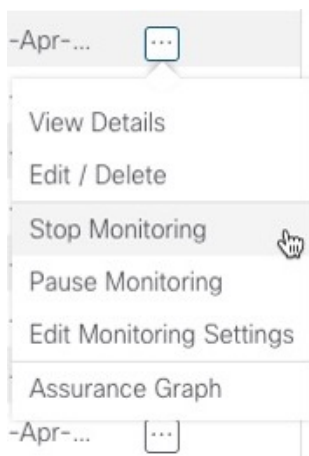 -Apr-... ...
View Details
Edit / Delete
Stop Monitoring
Pause Monitoring
Edit Monitoring Settings
Assurance Graph
-Apr-... ...